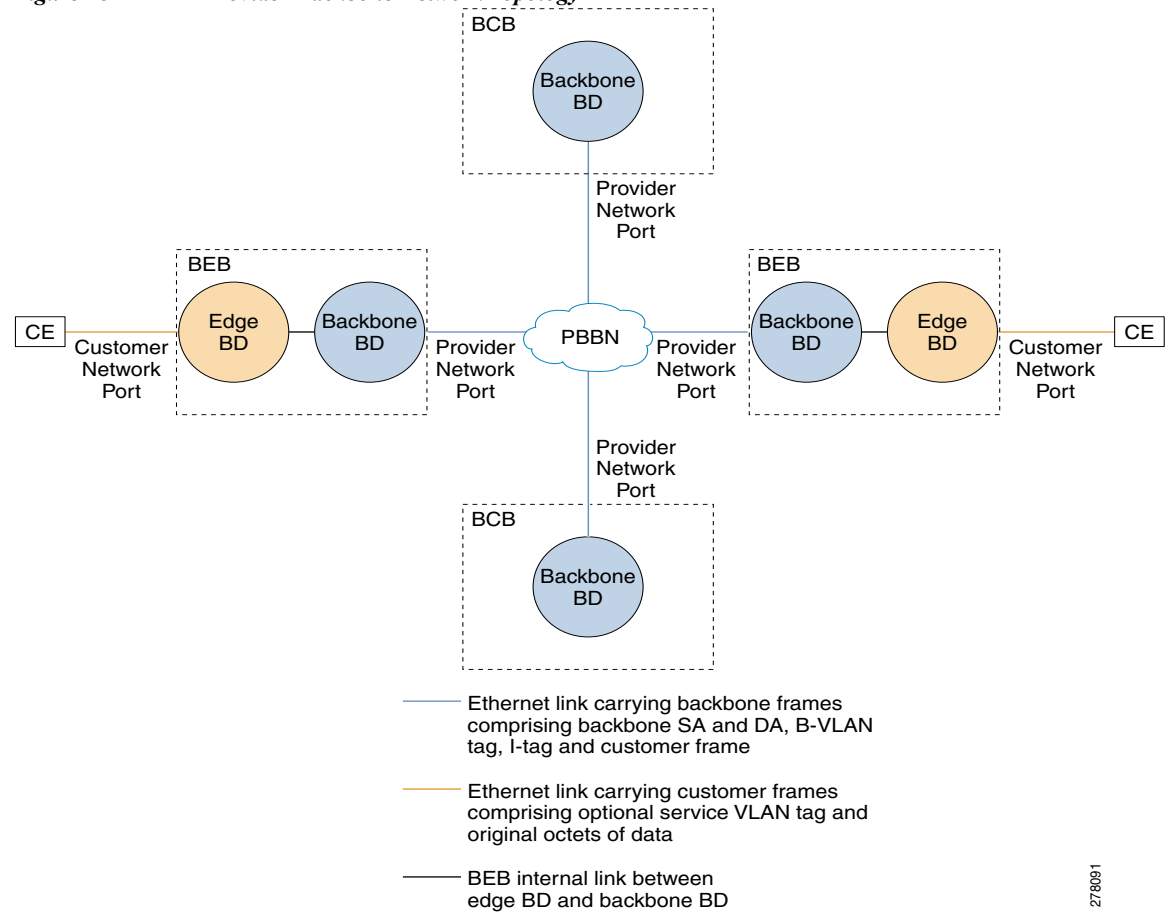 BCB
Backbone
BD
Provider
Network
Port
BEB
Edge
BD
Backbone
BD
CE
Customer
Network
Port
Provider
Network
Port
PBBN
Provider
Network
Port
BEB
Backbone
BD
Edge
BD
Customer
Network
Port
CE
Provider
Network
Port
BCB
Backbone
BD
Ethernet link carrying backbone frames
comprising backbone SA and DA, B-VLAN
tag, I-tag and customer frame
Ethernet link carrying customer frames
comprising optional service VLAN tag and
original octets of data
BEB internal link between
edge BD and backbone BD
278091